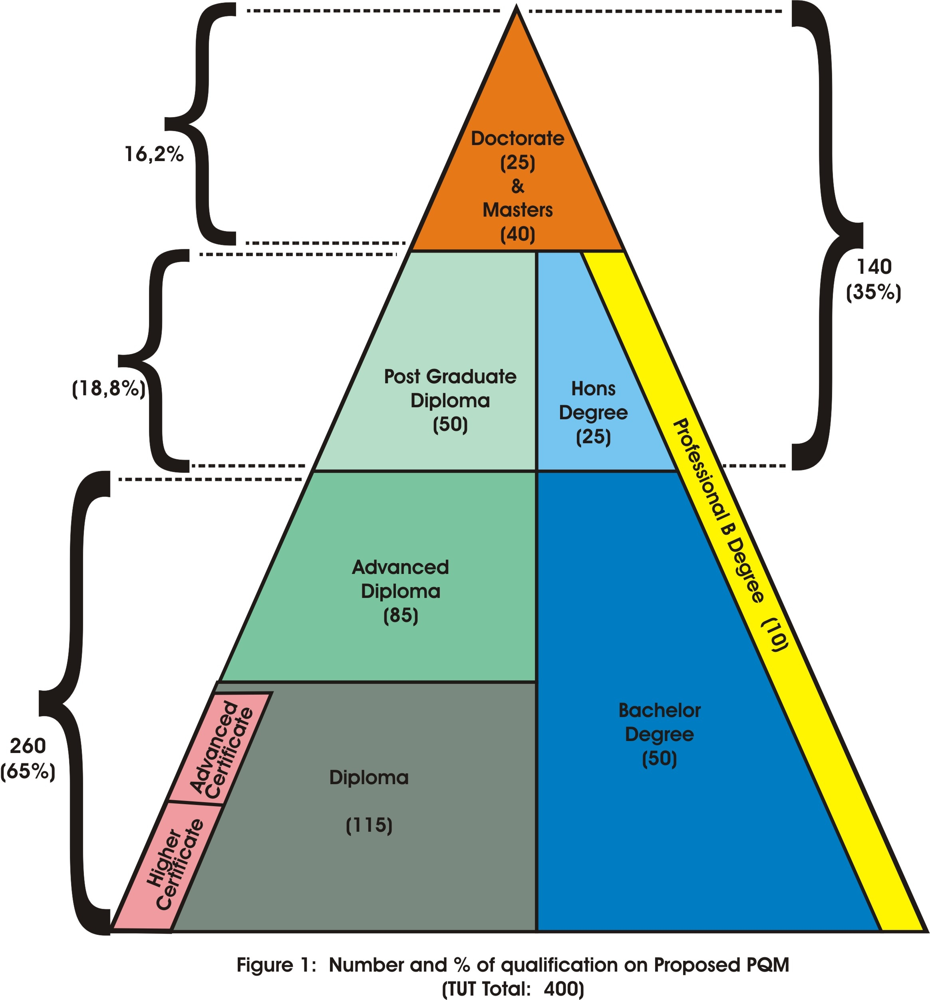 16,2%
Doctorate
(25)
&
Masters
(40)
140
(35%)
(18,8%)
Post Graduate
Diploma
(50)
Hons
Degree
(25)
Professional B Degree (10)
Advanced
Diploma
(85)
260
(65%)
Advanced
Certificate
Higher
Certificate
Diploma
(115)
Bachelor
Degree
(50)
Figure 1: Number and % of qualification on Proposed PQM
(TUT Total: 400)